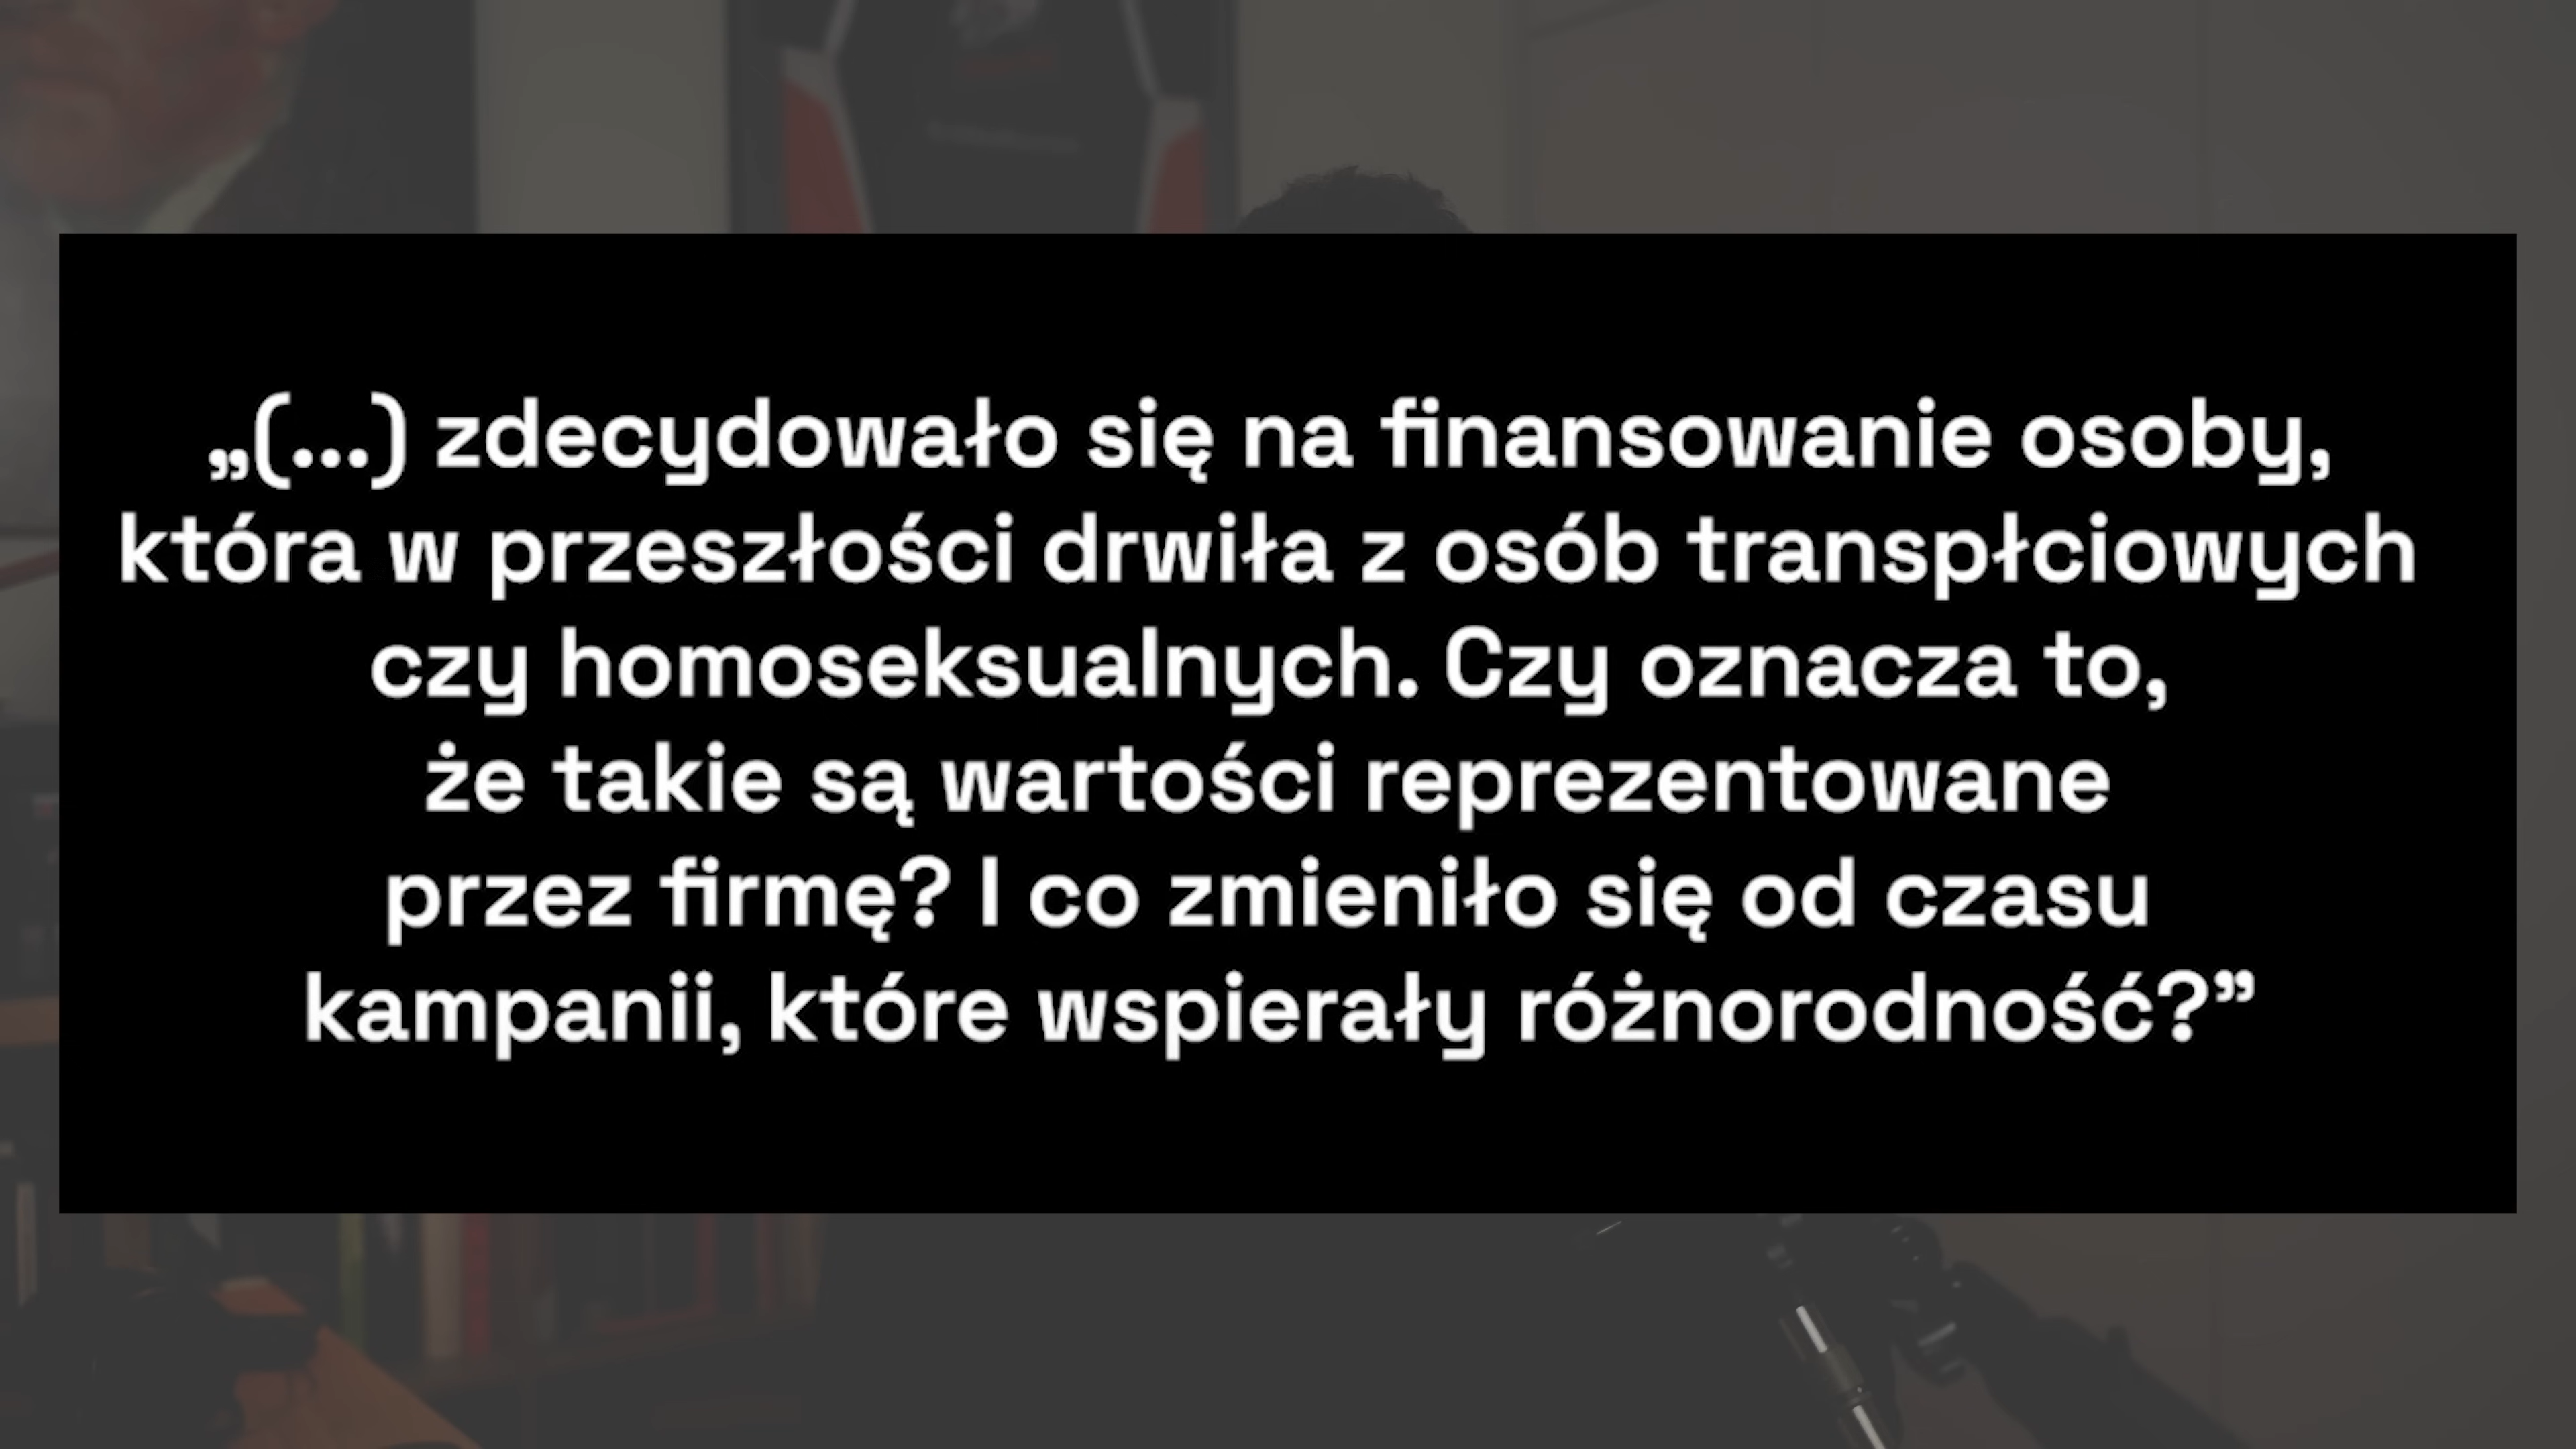 „(...) zdecydowało się na finansowanie osoby,
która w przeszłości drwiła z osób transpłciowych
czy homoseksualnych. Czy oznacza to,
że takie są wartości reprezentowane
przez firmę? I co zmieniło się od czasu
kampanii, które wspierały różnorodność?”